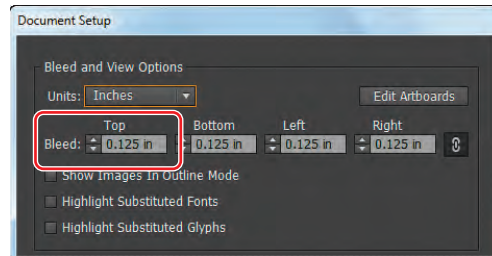 Document Setup
Bleed and View Options
Units: Inches Edit Artboards
Top Bottom Left Right
Bleed: 0.125 in 0.125 in 0.125 in 0.125 in
Show Images In Outline Mode
Highlight Substituted Fonts
Highlight Substituted Glyphs